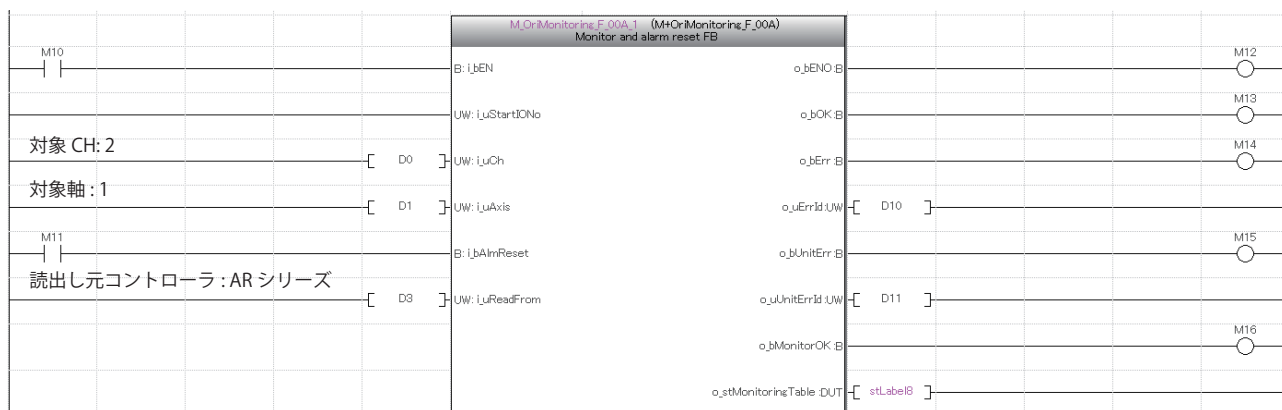 M_OriMonitoring_F_00A_1 (M+OriMonitoring_F_00A)
Monitor and alarm reset FB
M10
B: i_bEN
o_bENO:B
M12
UW: i_uStartIONo
o_bOK:B
M13
対象 CH: 2
D0
UW: i_uCh
o_bErr :B
M14
対象軸 : 1
D1
UW: i_uAxis
o_uErrId:UW
D10
M11
B: i_bAlmReset
o_bUnitErr:B
M15
読出し元コントローラ : AR シリーズ
D3
UW: i_uReadFrom
o_uUnitErrId:UW
D11
o_bMonitorOK:B
M16
o_stMonitoringTable:DUT
stLabel8